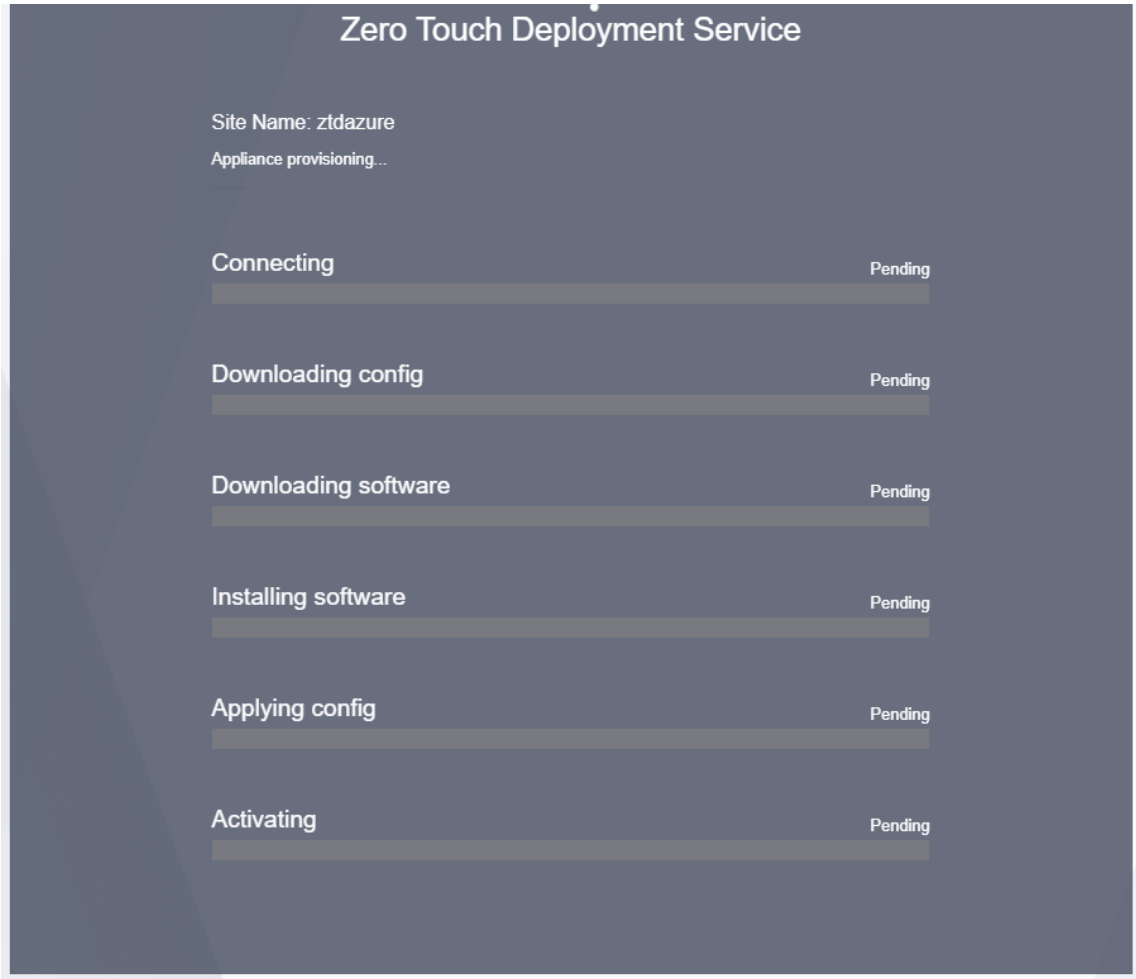 Zero Touch Deployment Service
Site Name: ztdazure
Appliance provisioning...
Connecting
Pending
Downloading config
Pending
Downloading software
Pending
Installing software
Pending
Applying config
Pending
Activating
Pending